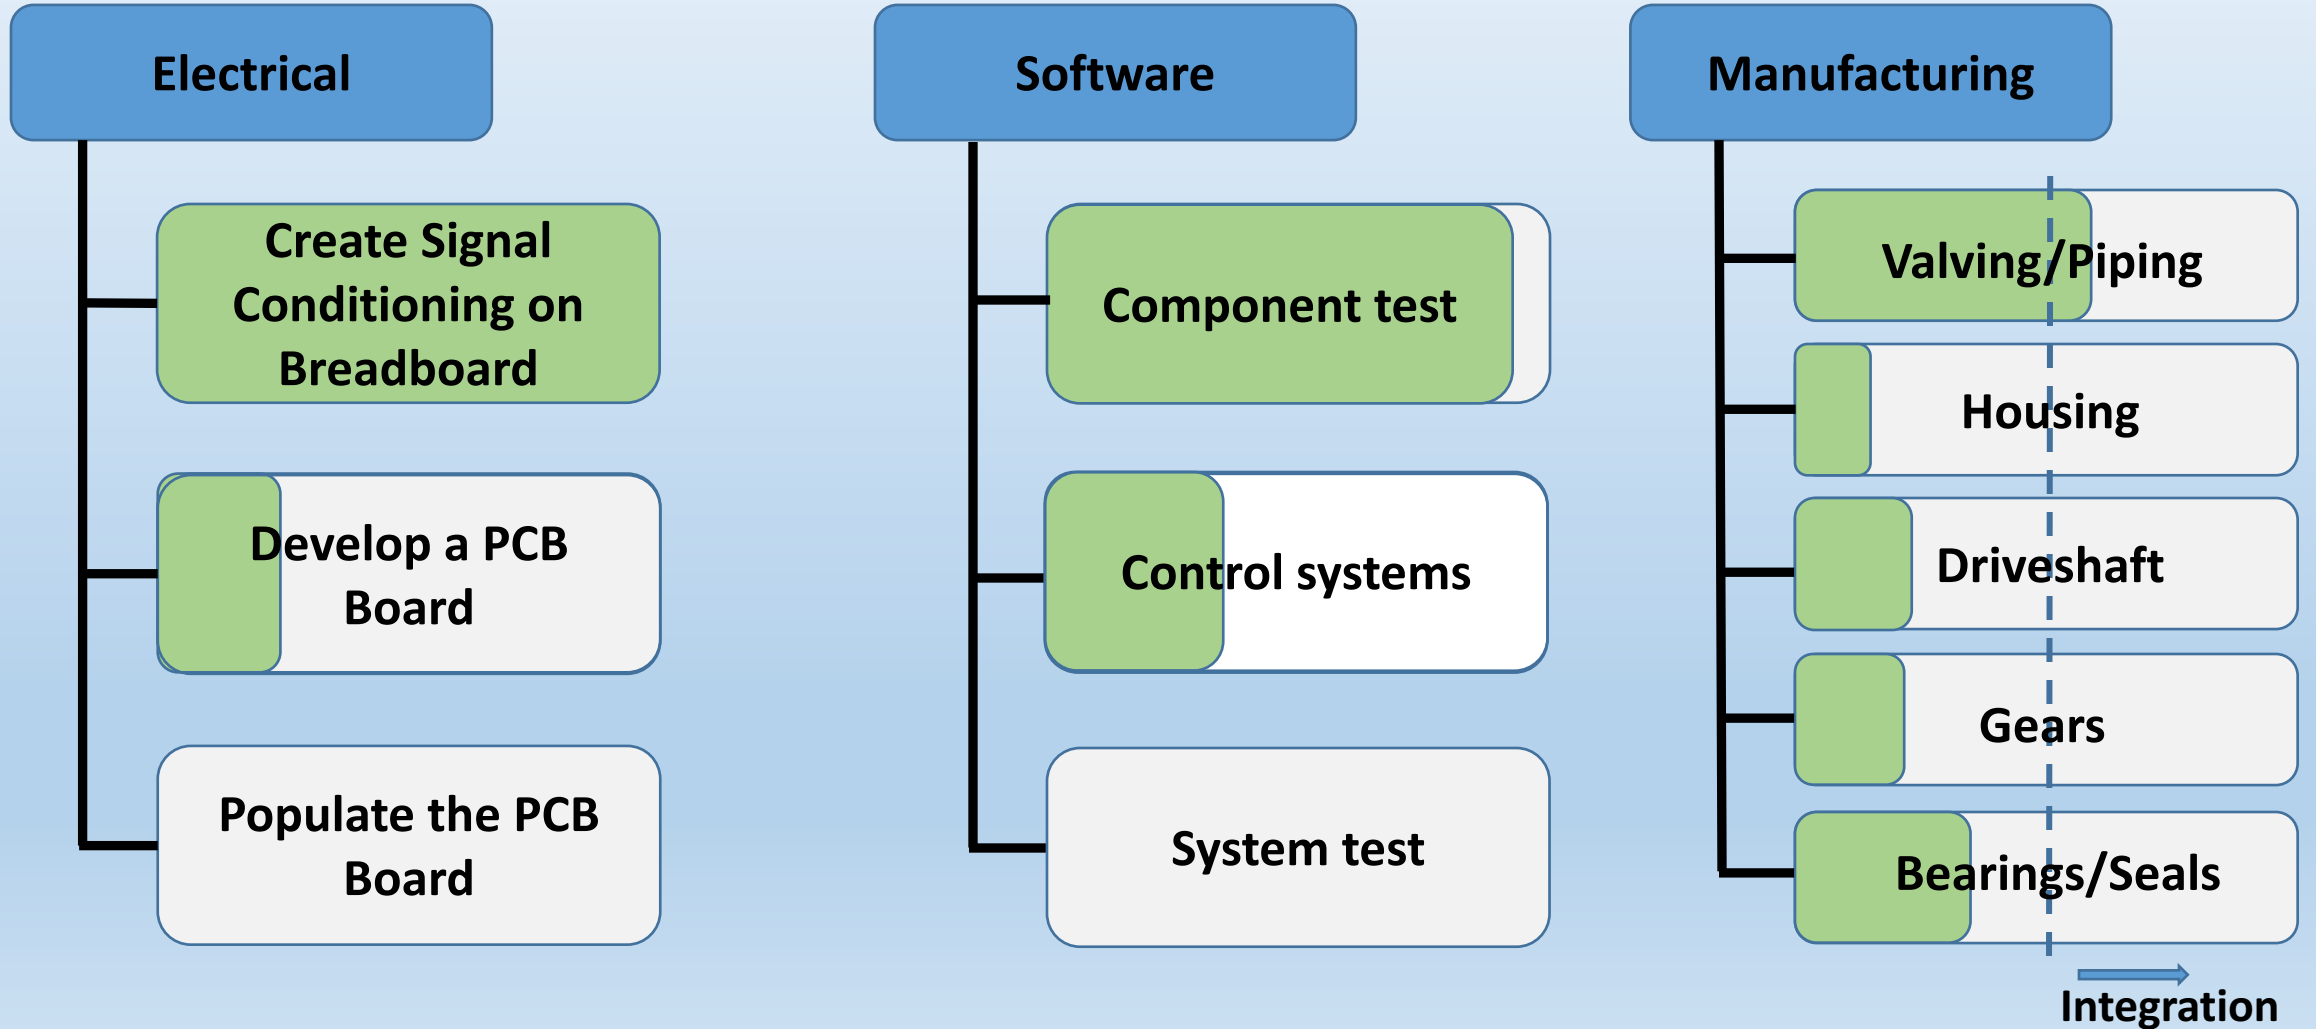 Electrical
Create Signal
Conditioning on
Breadboard
Develop a PCB
Board
Populate the PCB
Board
Software
Component test
Control systems
System test
Manufacturing
Valving/Piping
Housing
Driveshaft
Gears
Bearings/Seals
Integration